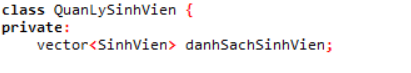 class QuanLySinhVien {
private:
    vector<SinhVien> danhSachSinhVien;